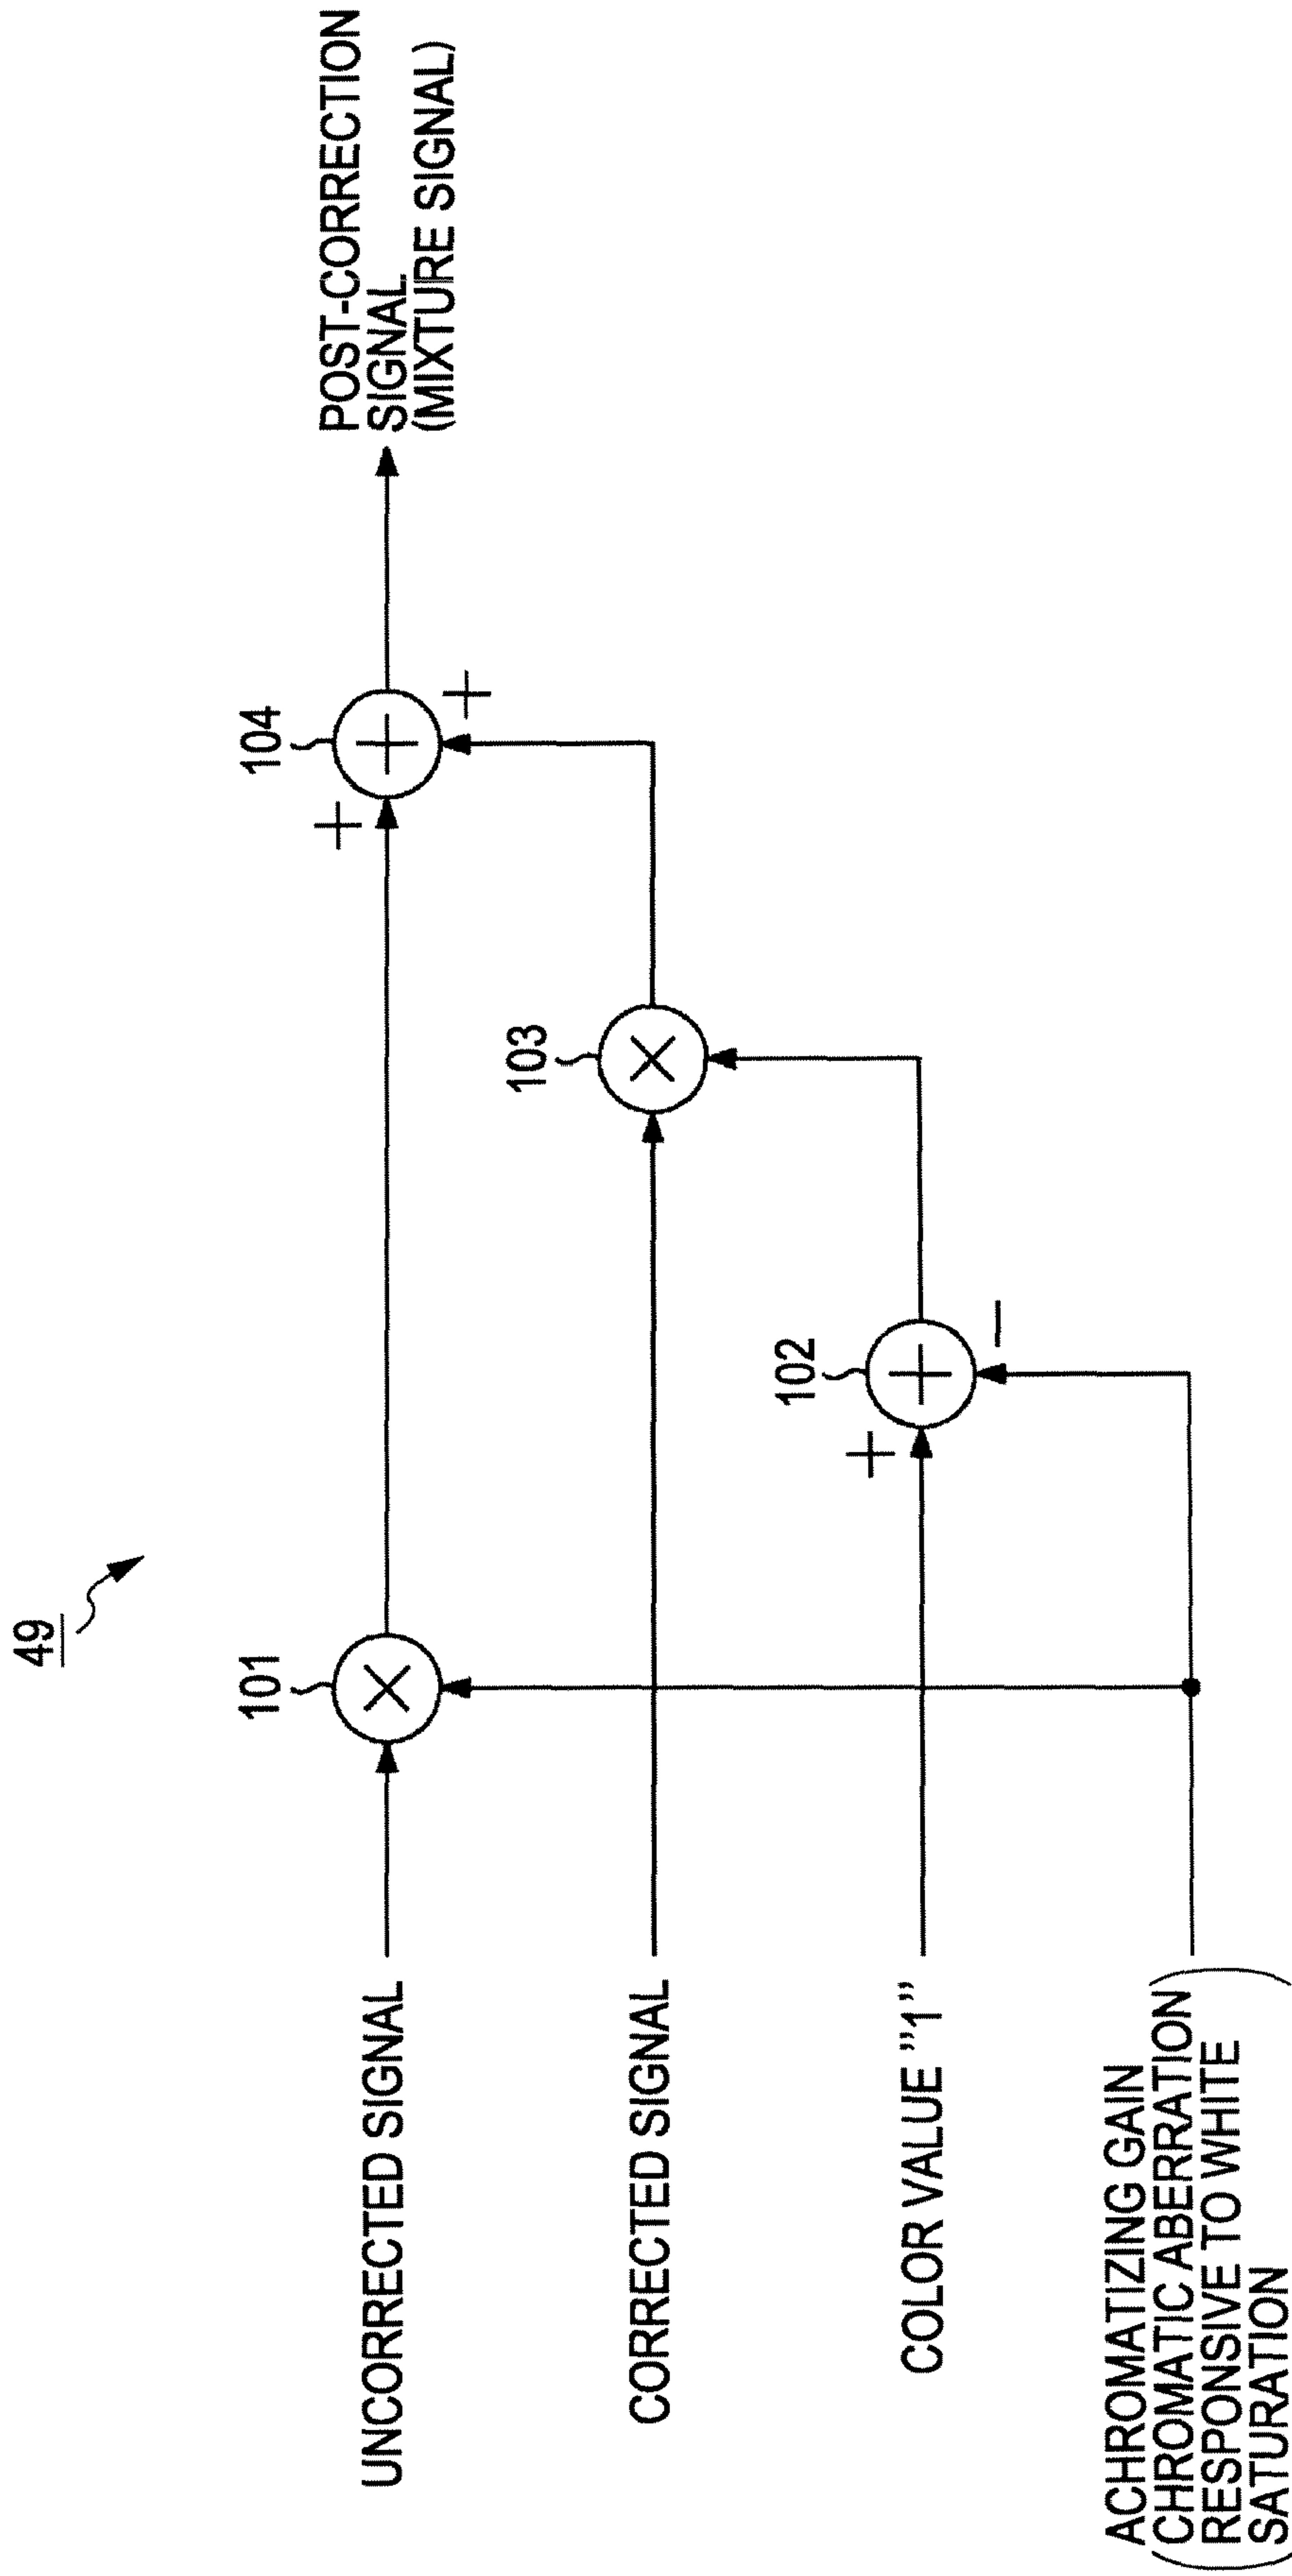 49
101
104
+
+
POST-CORRECTION
SIGNAL
(MIXTURE SIGNAL)
UNCORRECTED SIGNAL
103
CORRECTED SIGNAL
102
+
−
COLOR VALUE "1"
ACHROMATIZING GAIN
(CHROMATIC ABERRATION
RESPONSIVE TO WHITE
SATURATION)